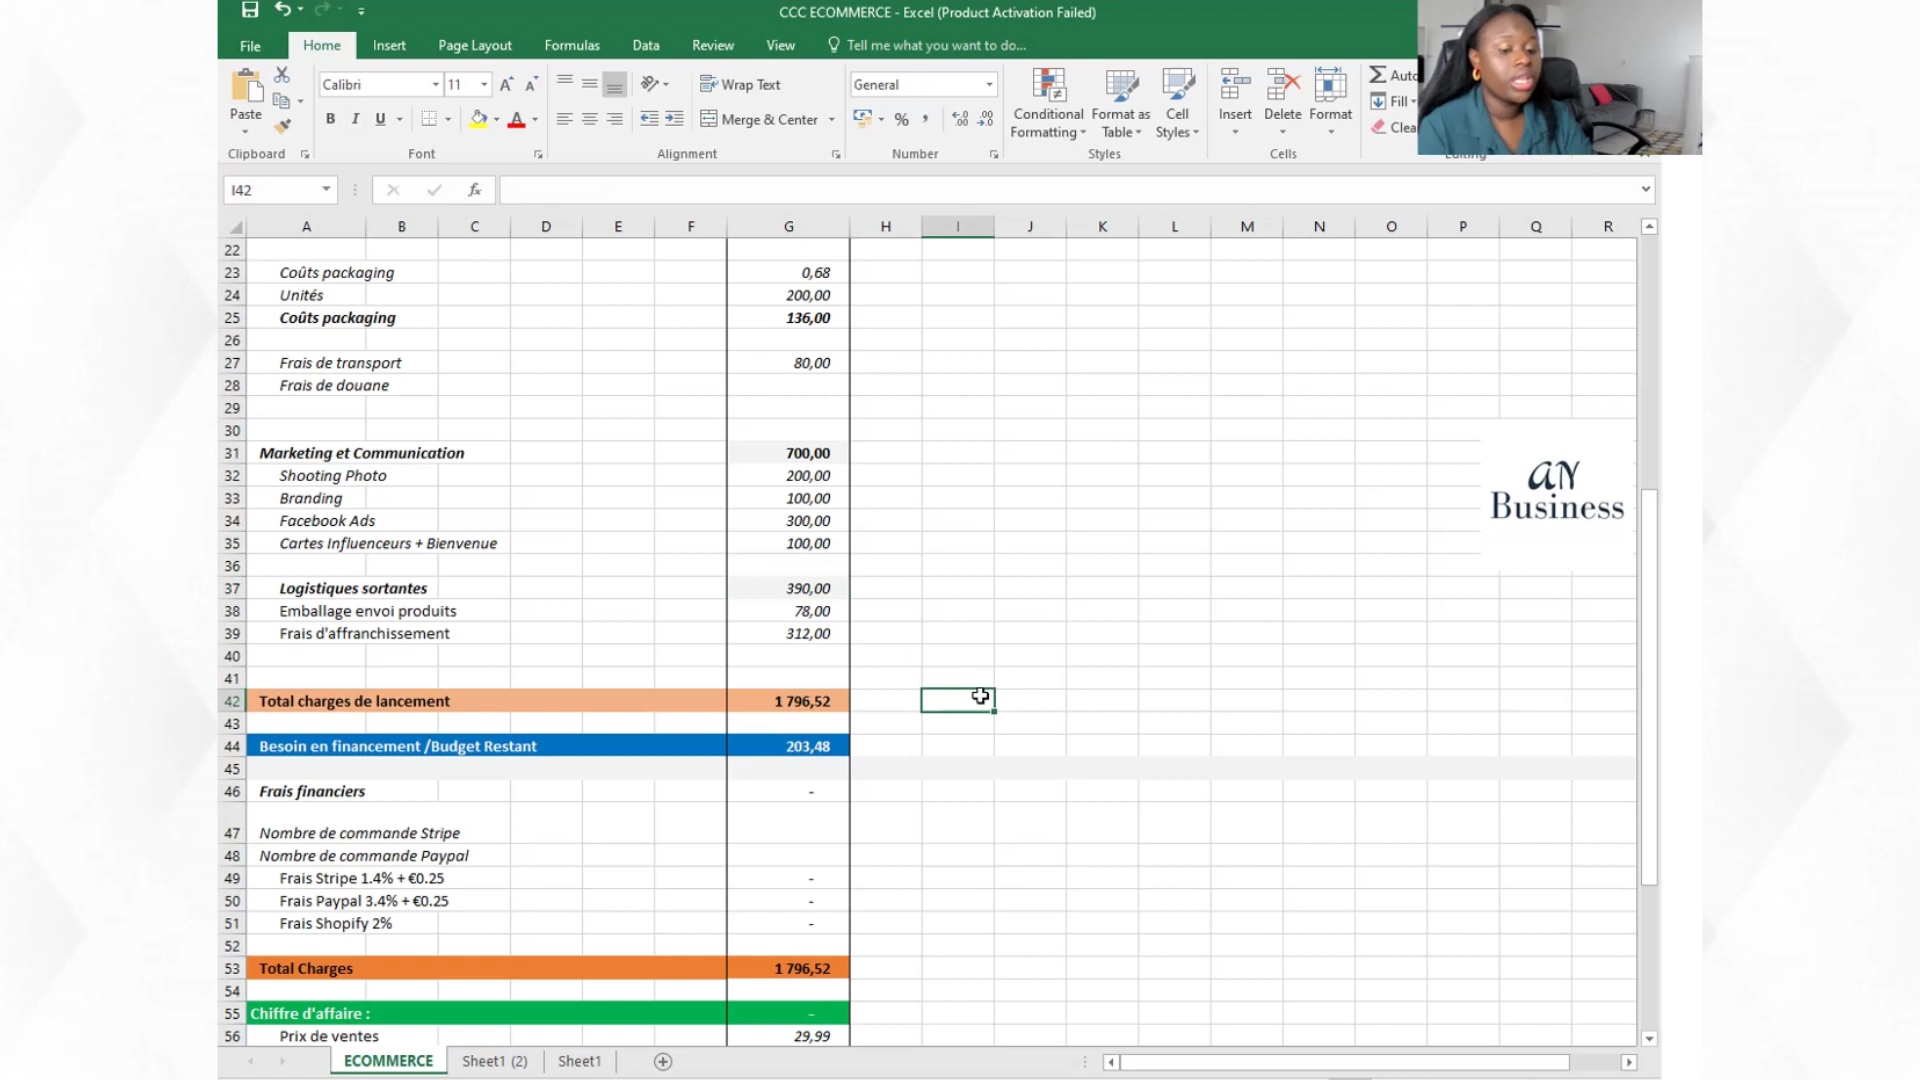 CCC ECOMMERCE - Excel (Product Activation Failed)
File Home Insert Page Layout Formulas Data Review View Tell me what you want to do...
Calibri 11 Wrap Text General Auto
Paste B I U Merge & Center % Conditional Formatting Format as Table Cell Styles Insert Delete Format Fill Clea
Clipboard Font Alignment Number Styles Cells Editing
I42 fx
A B C D E F G H I J K L M N O P Q R
22
23 Coûts packaging 0,68
24 Unités 200,00
25 Coûts packaging 136,00
26
27 Frais de transport 80,00
28 Frais de douane
29
30
31 Marketing et Communication 700,00
32 Shooting Photo 200,00
33 Branding 100,00
34 Facebook Ads 300,00
35 Cartes Influenceurs + Bienvenue 100,00
36
37 Logistiques sortantes 390,00
38 Emballage envoi produits 78,00
39 Frais d'affranchissement 312,00
40
41
42 Total charges de lancement 1 796,52
43
44 Besoin en financement /Budget Restant 203,48
45
46 Frais financiers -
47 Nombre de commande Stripe
48 Nombre de commande Paypal
49 Frais Stripe 1.4% + €0.25 -
50 Frais Paypal 3.4% + €0.25 -
51 Frais Shopify 2% -
52
53 Total Charges 1 796,52
54
55 Chiffre d'affaire : -
56 Prix de ventes 29,99
AN
Business
ECOMMERCE Sheet1 (2) Sheet1